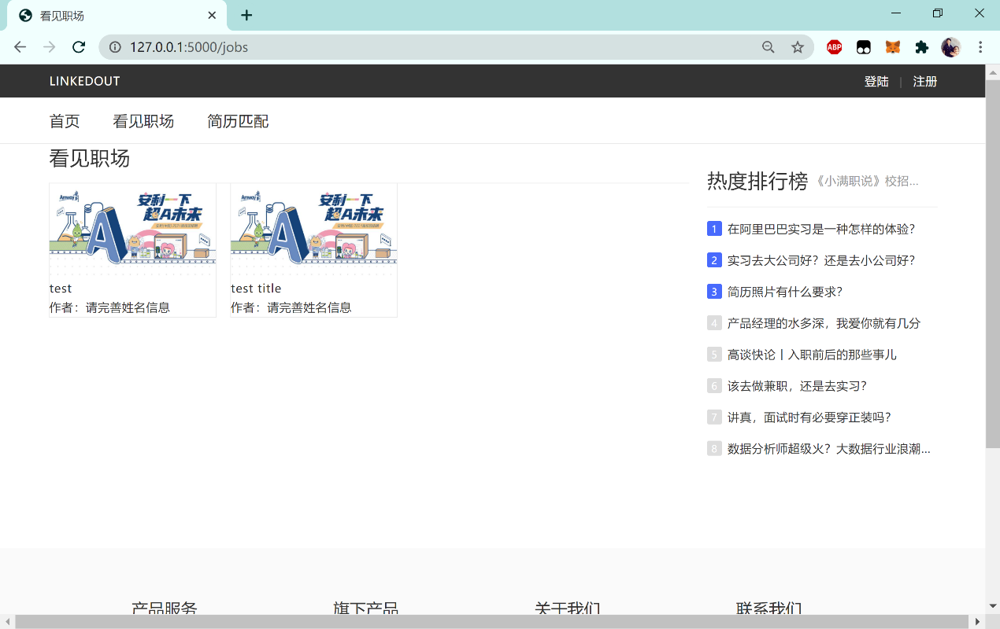 看见职场
127.0.0.1:5000/jobs
ABP
LINKEDOUT
登陆 | 注册
首页 看见职场 简历匹配
看见职场
Amway
安利一下
超A未来
test
作者：请完善姓名信息
Amway
安利一下
超A未来
test title
作者：请完善姓名信息
热度排行榜 《小满职说》校招...
1 在阿里巴巴实习是一种怎样的体验？
2 实习去大公司好？还是去小公司好？
3 简历照片有什么要求？
4 产品经理的水多深，我爱你就有几分
5 高谈快论丨入职前后的那些事儿
6 该去做兼职，还是去实习？
7 讲真，面试时有必要穿正装吗？
8 数据分析师超级火？大数据行业浪潮...
产品服务 旗下产品 关于我们 联系我们